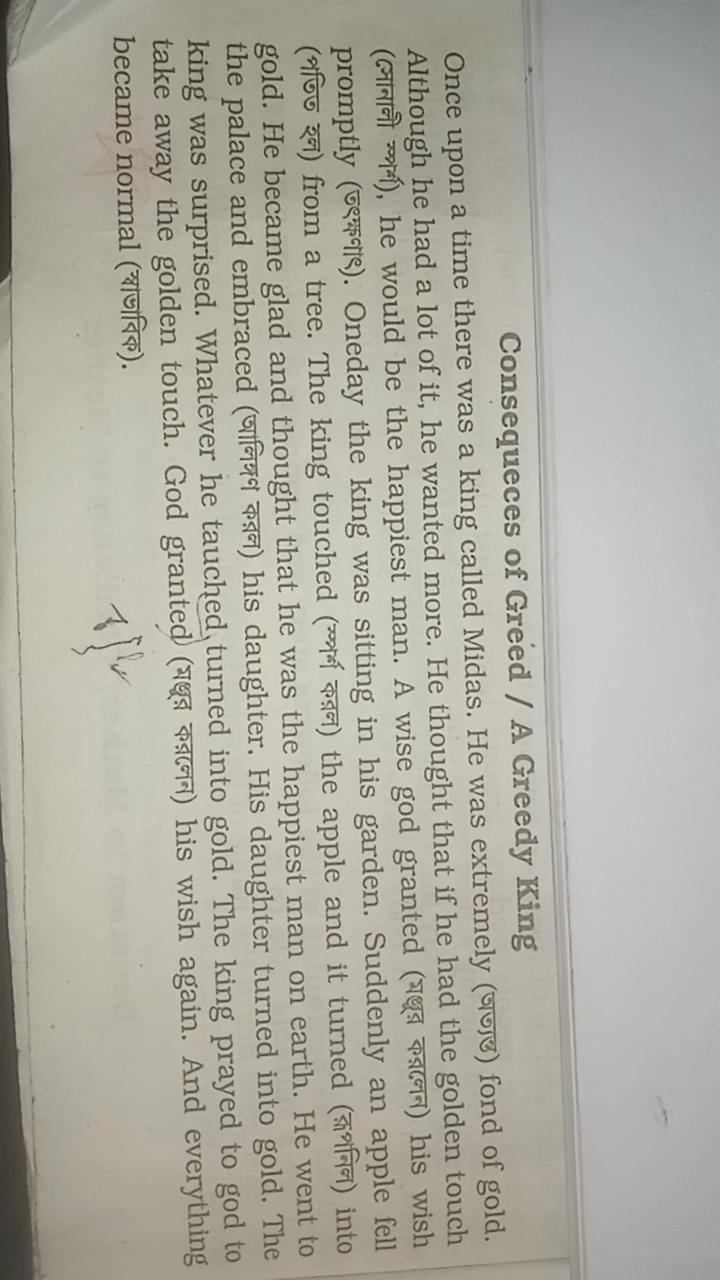 Consequeces of Greed / A Greedy King
Once upon a time there was a king called Midas. He was extremely (অত্যন্ত) fond of gold.
Although he had a lot of it, he wanted more. He thought that if he had the golden touch
(সোনালী স্পর্শ), he would be the happiest man. A wise god granted (মঞ্জুর করলেন) his wish
promptly (তৎক্ষণাৎ). Oneday the king was sitting in his garden. Suddenly an apple fell
(পতিত হল) from a tree. The king touched (স্পর্শ করল) the apple and it turned (রূপনিল) into
gold. He became glad and thought that he was the happiest man on earth. He went to
the palace and embraced (আলিঙ্গণ করল) his daughter. His daughter turned into gold. The
king was surprised. Whatever he tauched, turned into gold. The king prayed to god to
take away the golden touch. God granted (মঞ্জুর করলেন) his wish again. And everything
became normal (স্বাভাবিক).